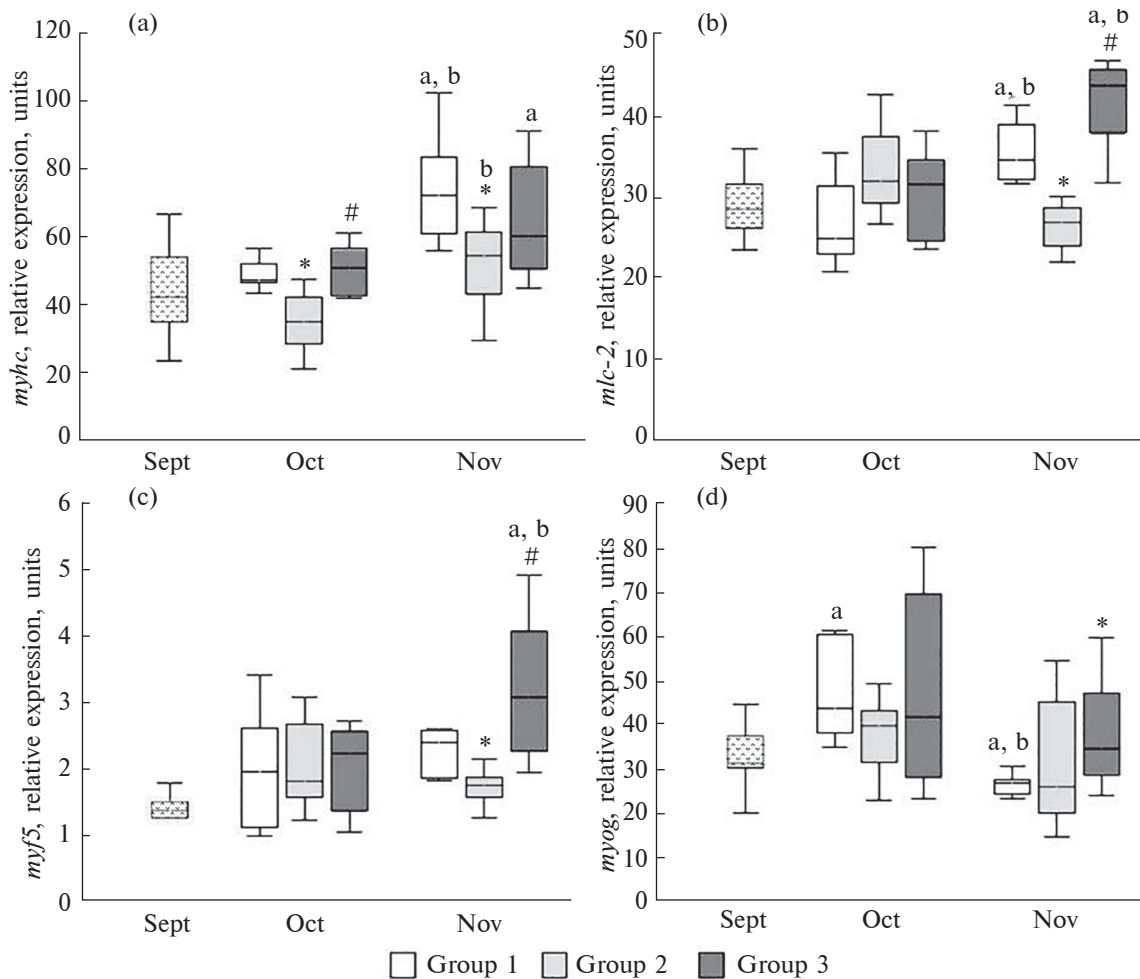 (a)
myhc, relative expression, units
120
100
80
60
40
20
0
*
#
a, b
b
*
a
Sept Oct Nov
(b)
mlc-2, relative expression, units
50
40
30
20
10
0
a, b
*
a, b
#
Sept Oct Nov
(c)
myf5, relative expression, units
6
5
4
3
2
1
0
*
a, b
#
Sept Oct Nov
(d)
myog, relative expression, units
90
80
70
60
50
40
30
20
10
0
a
a, b
*
Sept Oct Nov
Group 1 Group 2 Group 3